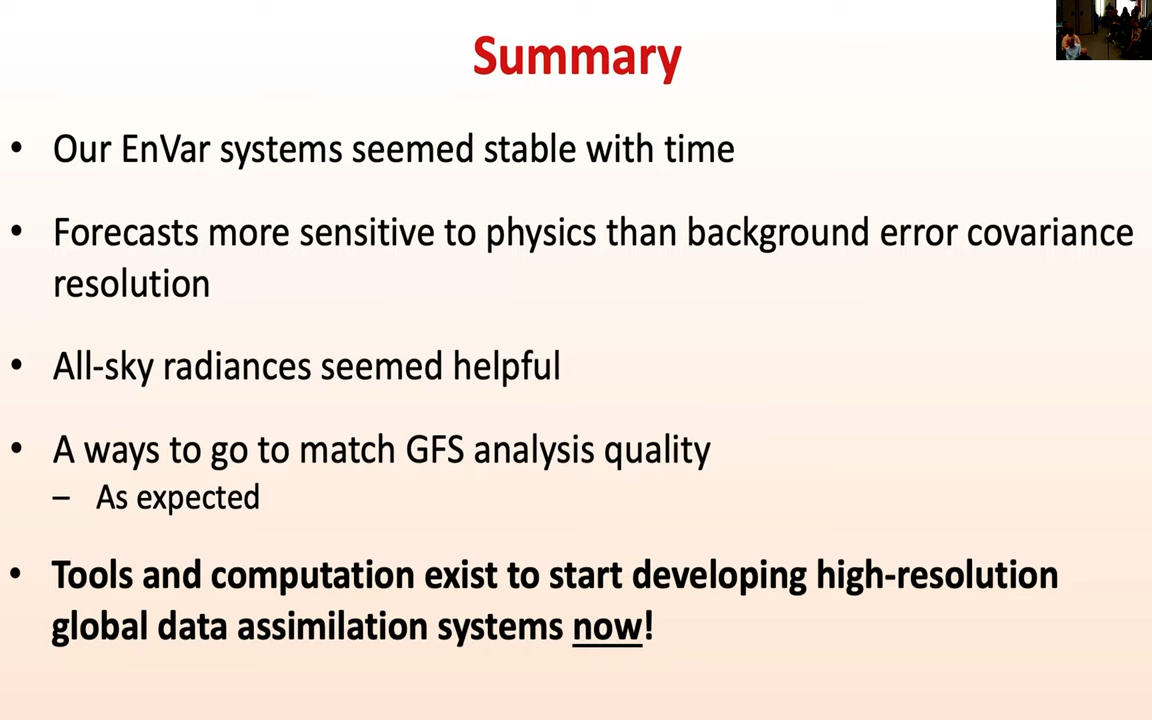 Summary
• Our EnVar systems seemed stable with time
• Forecasts more sensitive to physics than background error covariance
resolution
• All-sky radiances seemed helpful
• A ways to go to match GFS analysis quality
– As expected
• Tools and computation exist to start developing high-resolution
global data assimilation systems now!